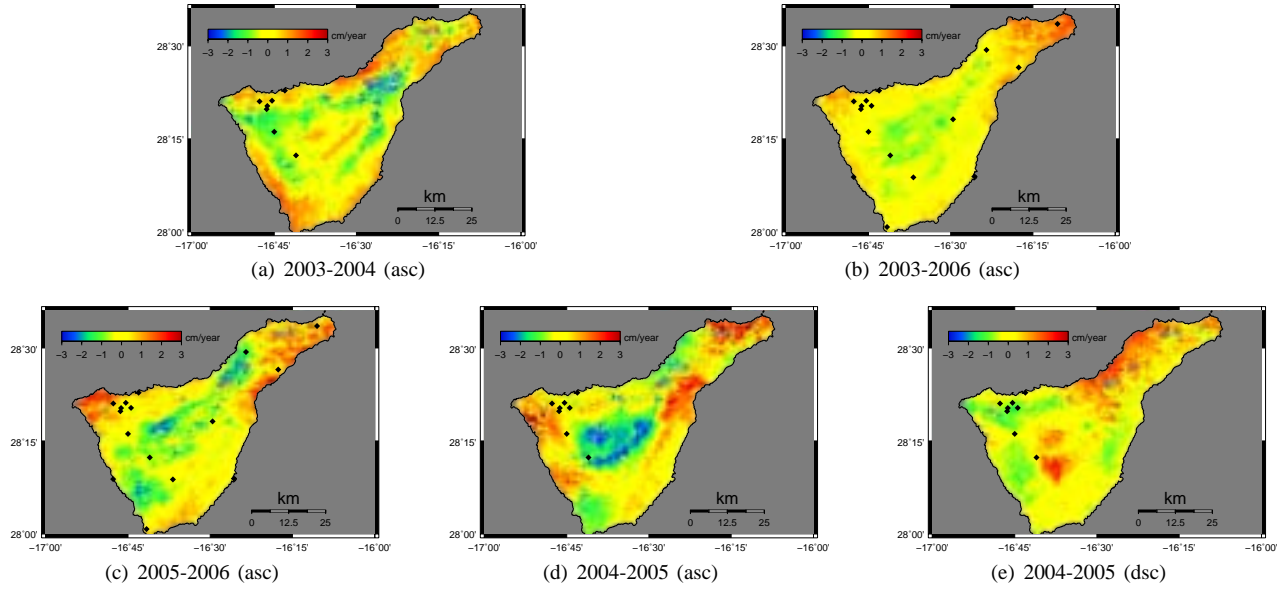 cm/year
−3 −2 −1 0 1 2 3
28°30'
28°15'
28°00'
km
0 12.5 25
−17°00' −16°45' −16°30' −16°15' −16°00'
(a) 2003-2004 (asc)
cm/year
−3 −2 −1 0 1 2 3
28°30'
28°15'
28°00'
km
0 12.5 25
−17°00' −16°45' −16°30' −16°15' −16°00'
(b) 2003-2006 (asc)
cm/year
−3 −2 −1 0 1 2 3
28°30'
28°15'
28°00'
km
0 12.5 25
−17°00' −16°45' −16°30' −16°15' −16°00'
(c) 2005-2006 (asc)
cm/year
−3 −2 −1 0 1 2 3
28°30'
28°15'
28°00'
km
0 12.5 25
−17°00' −16°45' −16°30' −16°15' −16°00'
(d) 2004-2005 (asc)
cm/year
−3 −2 −1 0 1 2 3
28°30'
28°15'
28°00'
km
0 12.5 25
−17°00' −16°45' −16°30' −16°15' −16°00'
(e) 2004-2005 (dsc)